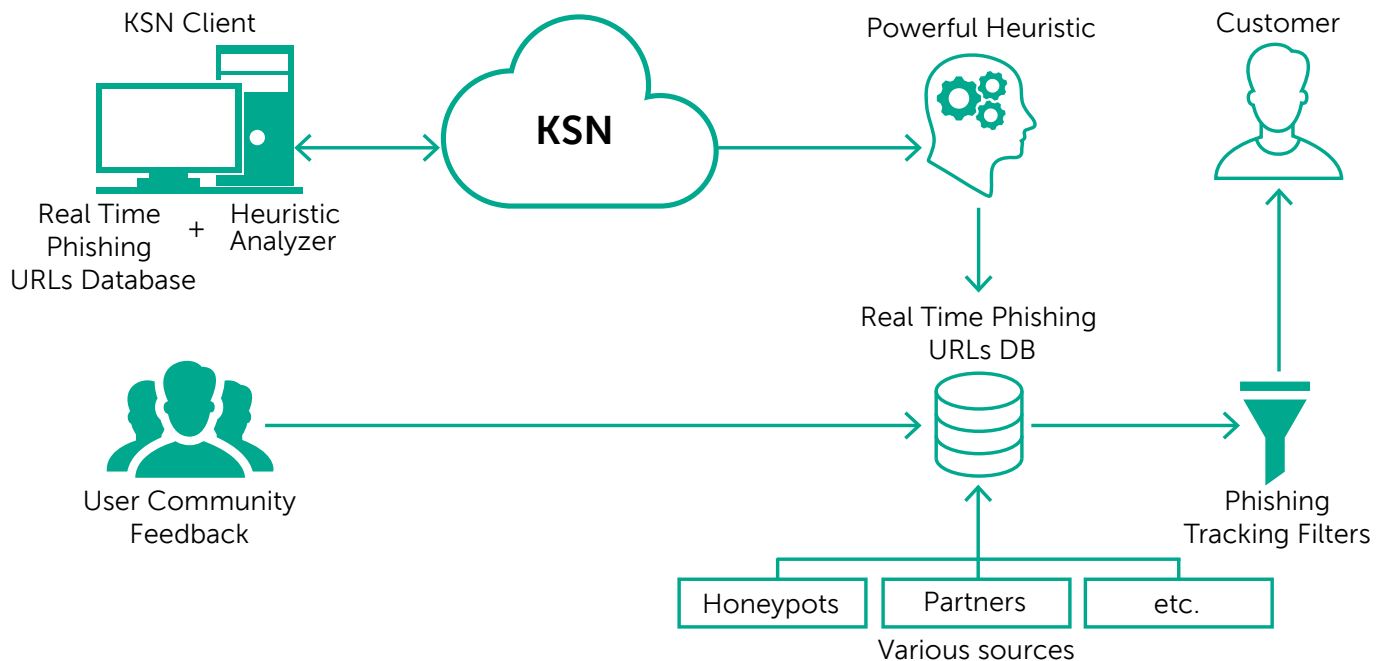 KSN Client
KSN
Powerful Heuristic
Customer
Real Time
Phishing
URLs Database
+
Heuristic
Analyzer
Real Time Phishing
URLs DB
User Community
Feedback
Phishing
Tracking Filters
Honeypots
Partners
etc.
Various sources